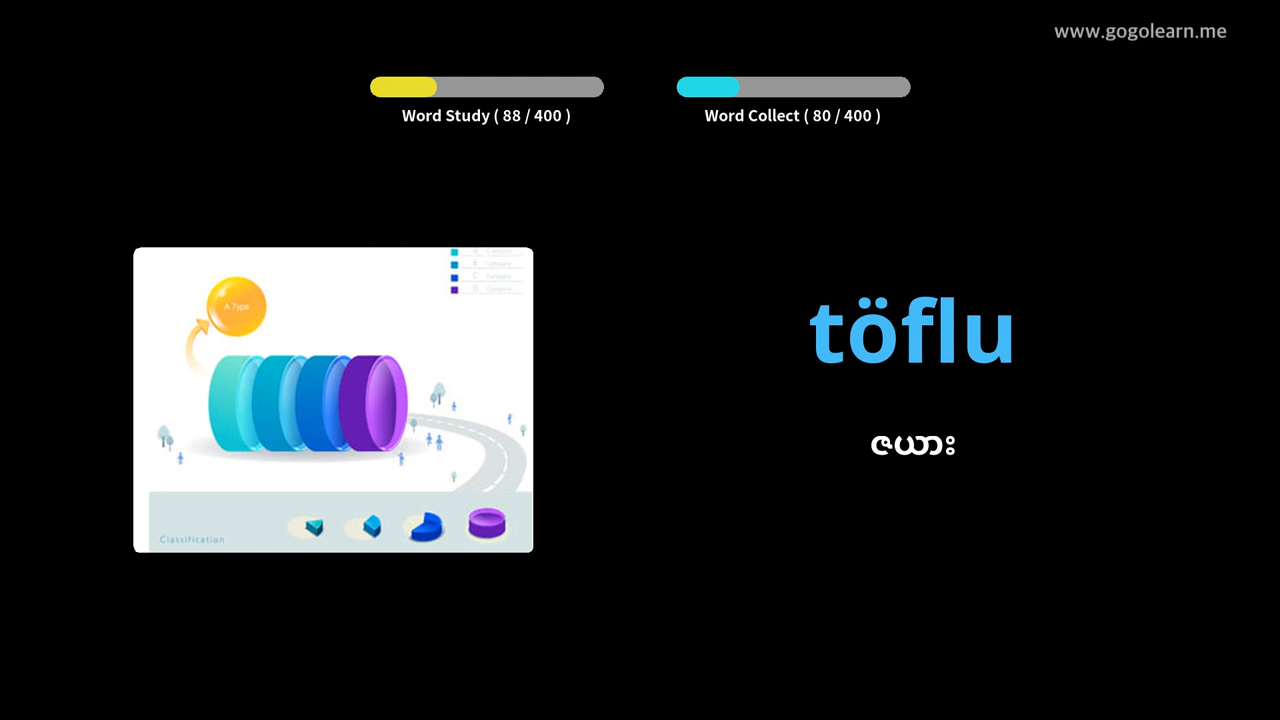 www.gogolearn.me
Word Study ( 88 / 400 )
Word Collect ( 80 / 400 )
A Type
A
B
C
D
töflu
ဇယား
Classification